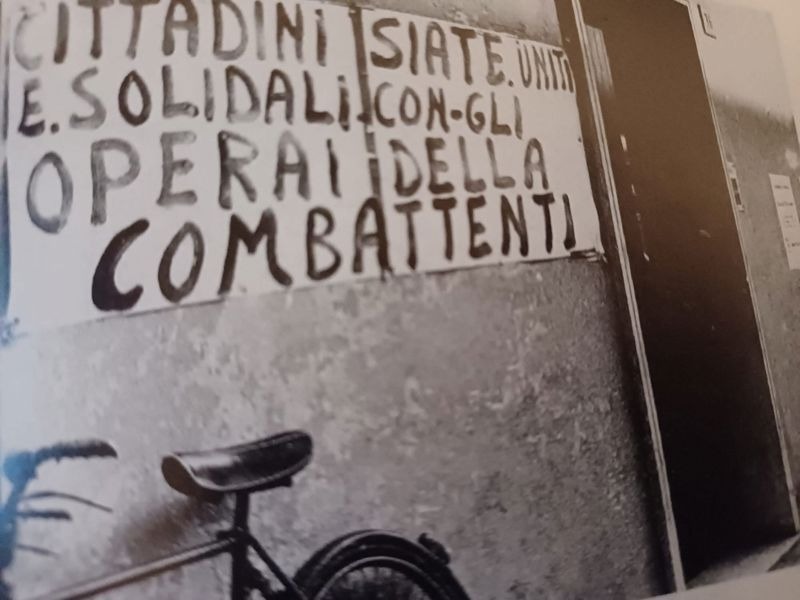 CITTADINI SIATE. UNITI
E. SOLIDALI CON-GLI
OPERAI DELLA
COMBATTENTI